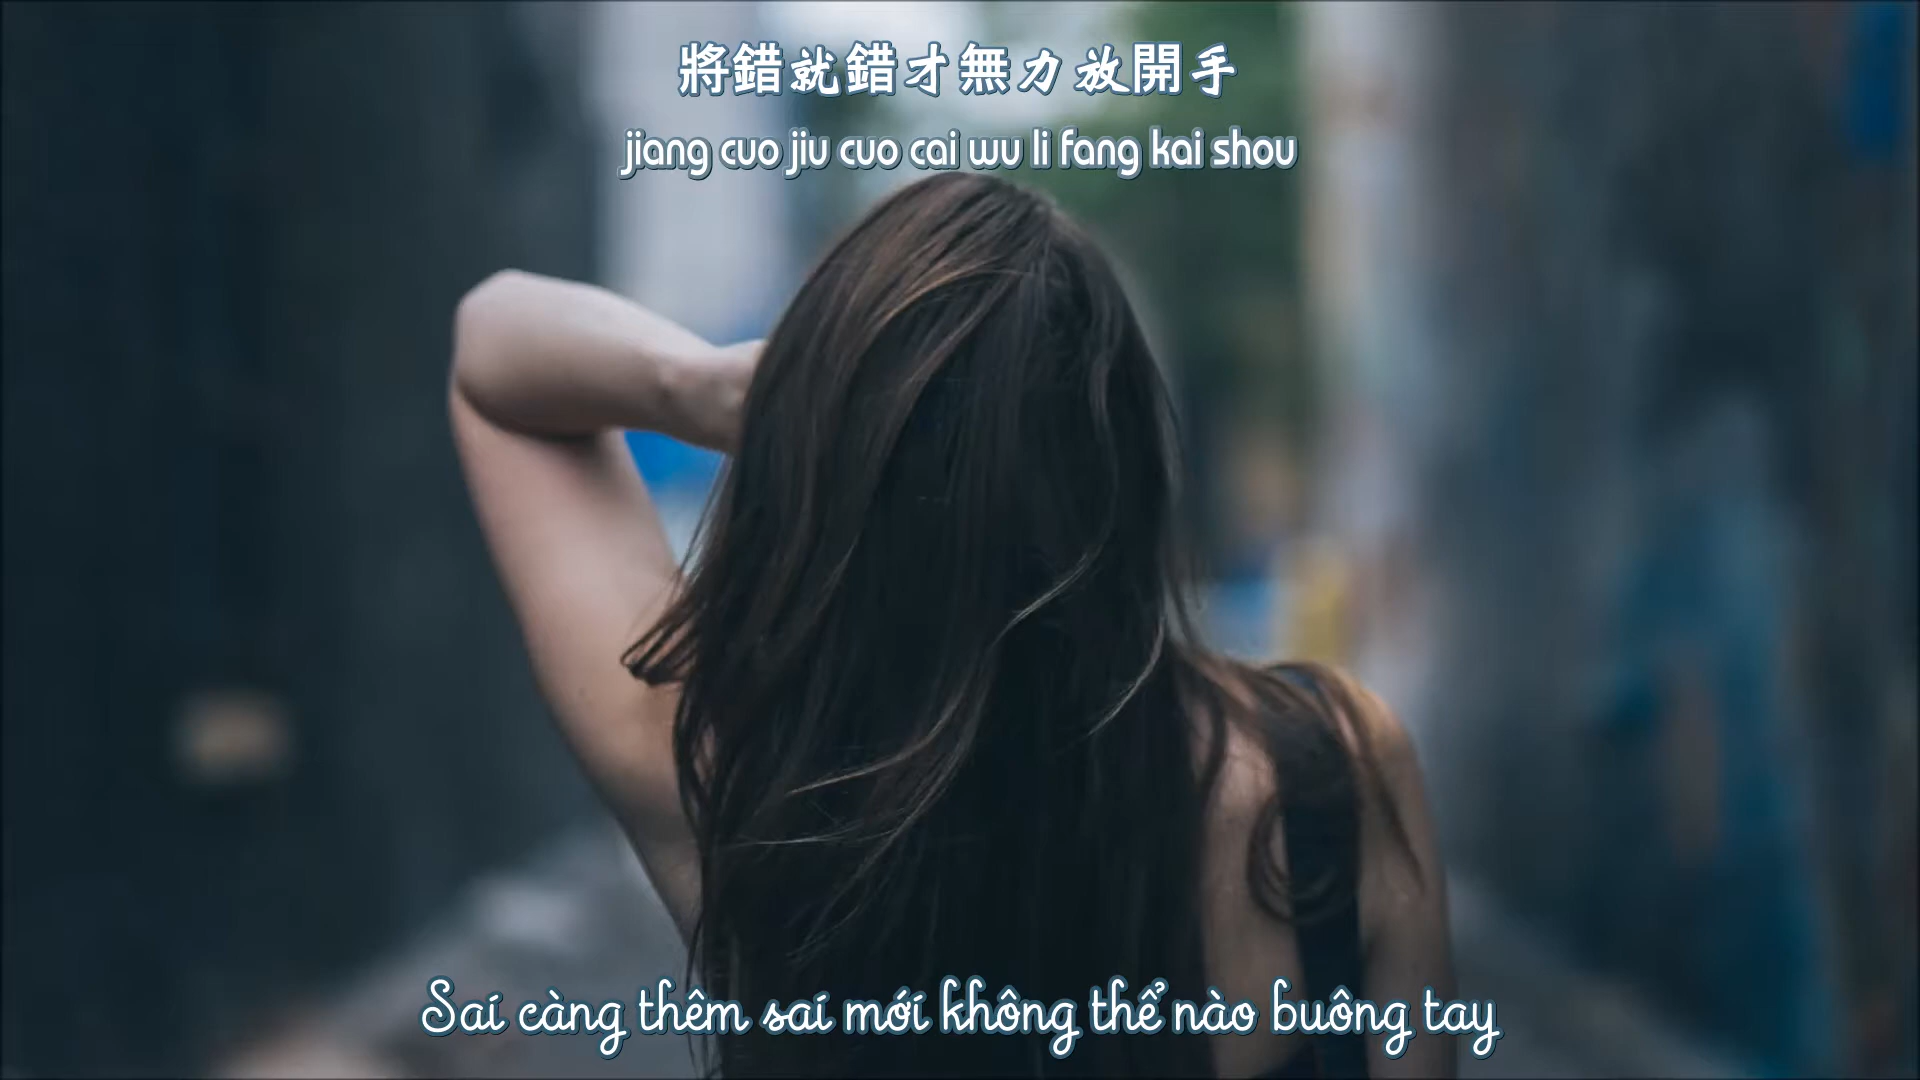 將錯就錯才無力放開手
jiang cuo jiu cuo cai wu li fang kai shou
Sai càng thêm sai mới không thể nào buông tay